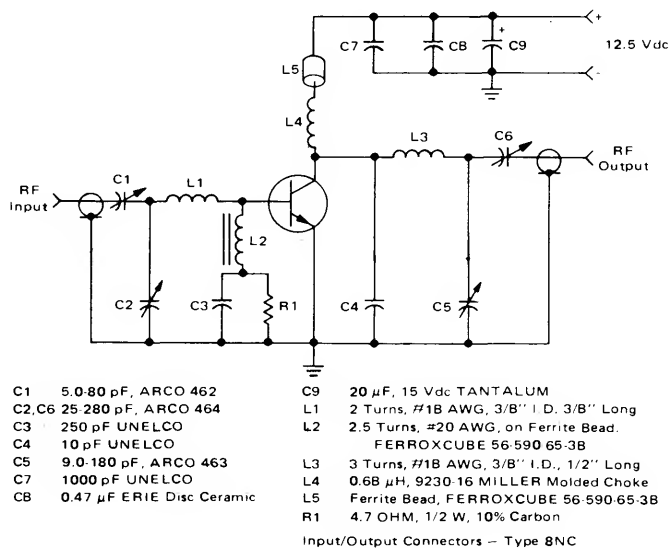 +
C7
C8
+
C9
12.5 Vdc
-
L5
L4
L3
C6
RF
Output
RF
Input
C1
L1
L2
C2
C3
R1
C4
C5
C1 5.0-80 pF, ARCO 462
C2,C6 25-280 pF, ARCO 464
C3 250 pF UNELCO
C4 10 pF UNELCO
C5 9.0-180 pF, ARCO 463
C7 1000 pF UNELCO
C8 0.47 μF ERIE Disc Ceramic
C9 20 μF, 15 Vdc TANTALUM
L1 2 Turns, #18 AWG, 3/8" I.D. 3/8" Long
L2 2.5 Turns, #20 AWG, on Ferrite Bead.
FERROXCUBE 56-590 65-3B
L3 3 Turns, #18 AWG, 3/8" I.D., 1/2" Long
L4 0.68 μH, 9230-16 MILLER Molded Choke
L5 Ferrite Bead, FERROXCUBE 56-590-65-3B
R1 4.7 OHM, 1/2 W, 10% Carbon
Input/Output Connectors — Type 8NC